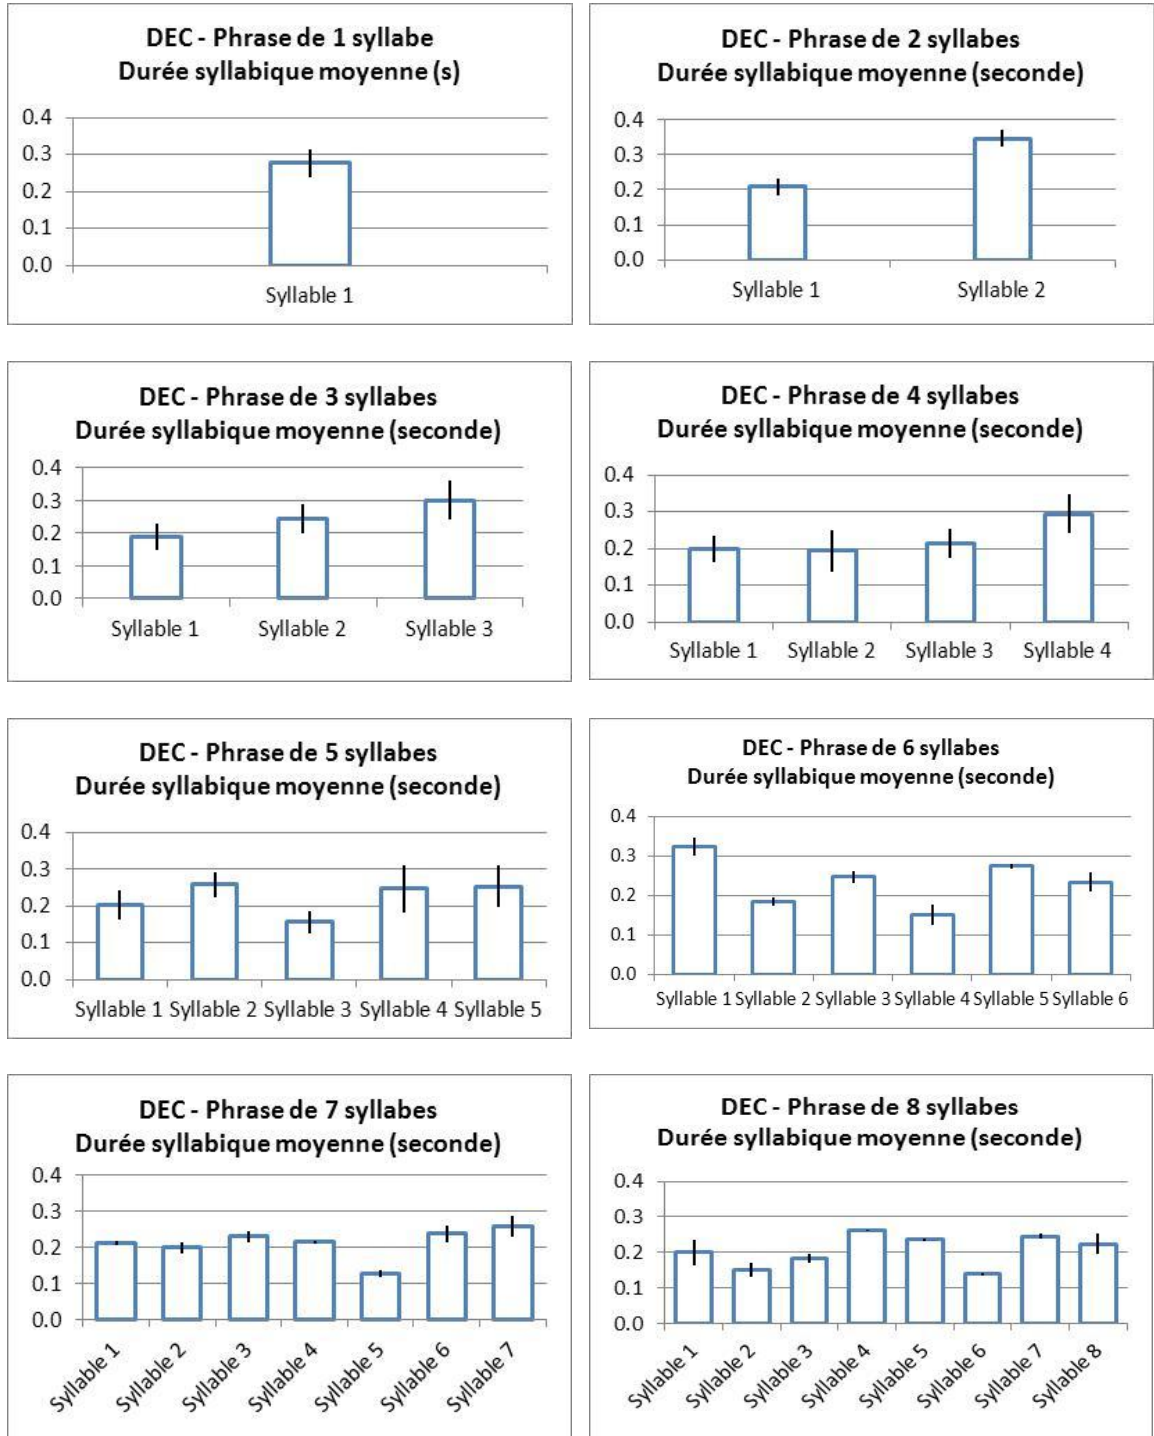 DEC - Phrase de 1 syllabe
Durée syllabique moyenne (s)
0.4
0.3
0.2
0.1
0.0
Syllable 1
DEC - Phrase de 2 syllabes
Durée syllabique moyenne (seconde)
0.4
0.3
0.2
0.1
0.0
Syllable 1 Syllable 2
DEC - Phrase de 3 syllabes
Durée syllabique moyenne (seconde)
0.4
0.3
0.2
0.1
0.0
Syllable 1 Syllable 2 Syllable 3
DEC - Phrase de 4 syllabes
Durée syllabique moyenne (seconde)
0.4
0.3
0.2
0.1
0.0
Syllable 1 Syllable 2 Syllable 3 Syllable 4
DEC - Phrase de 5 syllabes
Durée syllabique moyenne (seconde)
0.4
0.3
0.2
0.1
0.0
Syllable 1 Syllable 2 Syllable 3 Syllable 4 Syllable 5
DEC - Phrase de 6 syllabes
Durée syllabique moyenne (seconde)
0.4
0.3
0.2
0.1
0.0
Syllable 1 Syllable 2 Syllable 3 Syllable 4 Syllable 5 Syllable 6
DEC - Phrase de 7 syllabes
Durée syllabique moyenne (seconde)
0.4
0.3
0.2
0.1
0.0
Syllable 1 Syllable 2 Syllable 3 Syllable 4 Syllable 5 Syllable 6 Syllable 7
DEC - Phrase de 8 syllabes
Durée syllabique moyenne (seconde)
0.4
0.3
0.2
0.1
0.0
Syllable 1 Syllable 2 Syllable 3 Syllable 4 Syllable 5 Syllable 6 Syllable 7 Syllable 8